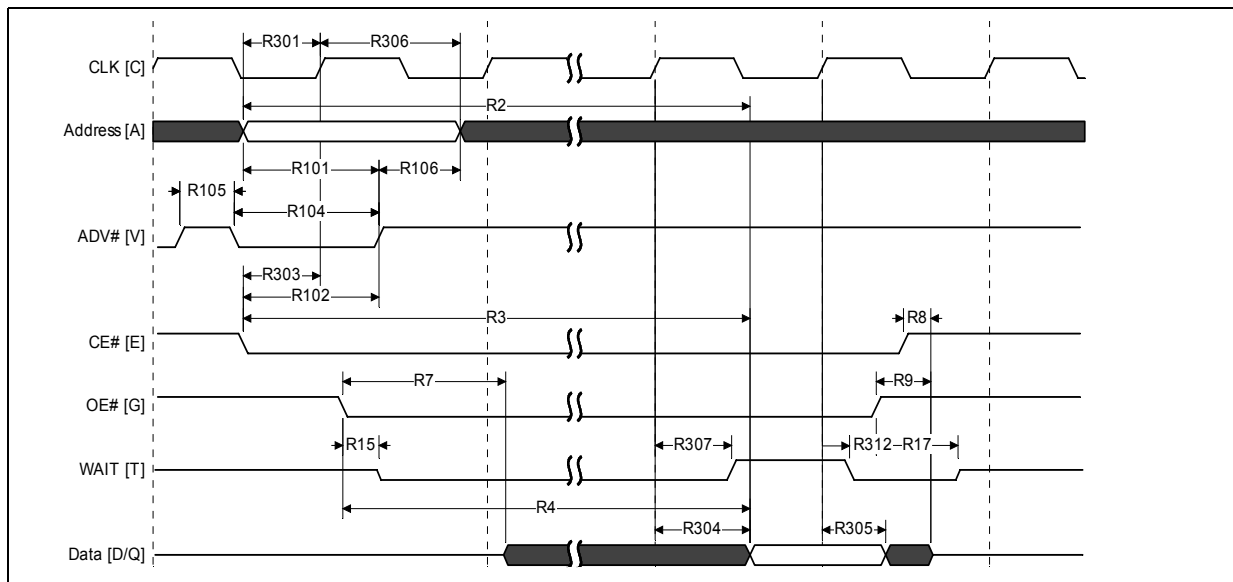 R301 R306
CLK [C]
R2
Address [A]
R101 R106
R105
R104
ADV# [V]
R303
R102
R3
CE# [E] R8
R7 R9
OE# [G]
R15 R307 R312 R17
WAIT [T]
R4
R304 R305
Data [D/Q]